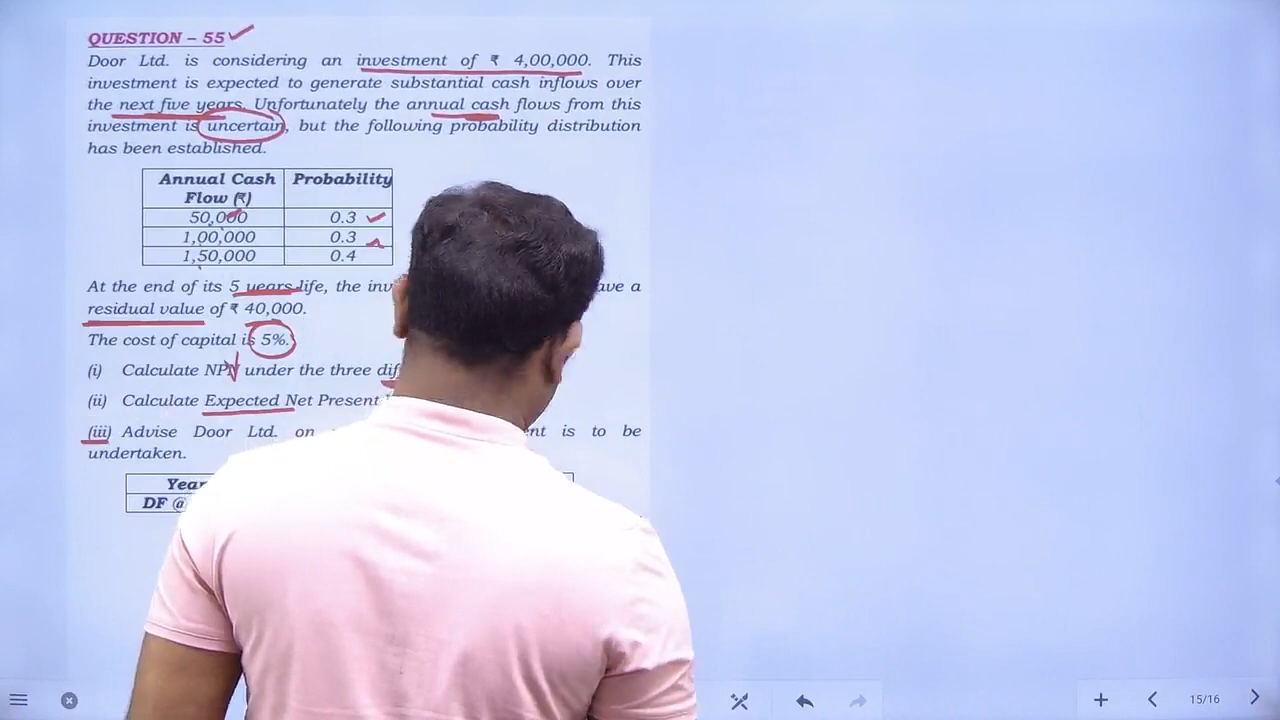 QUESTION – 55
Door Ltd. is considering an investment of ₹ 4,00,000. This
investment is expected to generate substantial cash inflows over
the next five years. Unfortunately the annual cash flows from this
investment is uncertain, but the following probability distribution
has been established.
Annual Cash Flow (₹) Probability
50,000 0.3
1,00,000 0.3
1,50,000 0.4
At the end of its 5 years life, the ave a
residual value of ₹ 40,000.
The cost of capital is 5%.
(i) Calculate NPV under the three
(ii) Calculate Expected Net Present
(iii) Advise Door Ltd. on is to be
undertaken.
Year
DF @
15/16